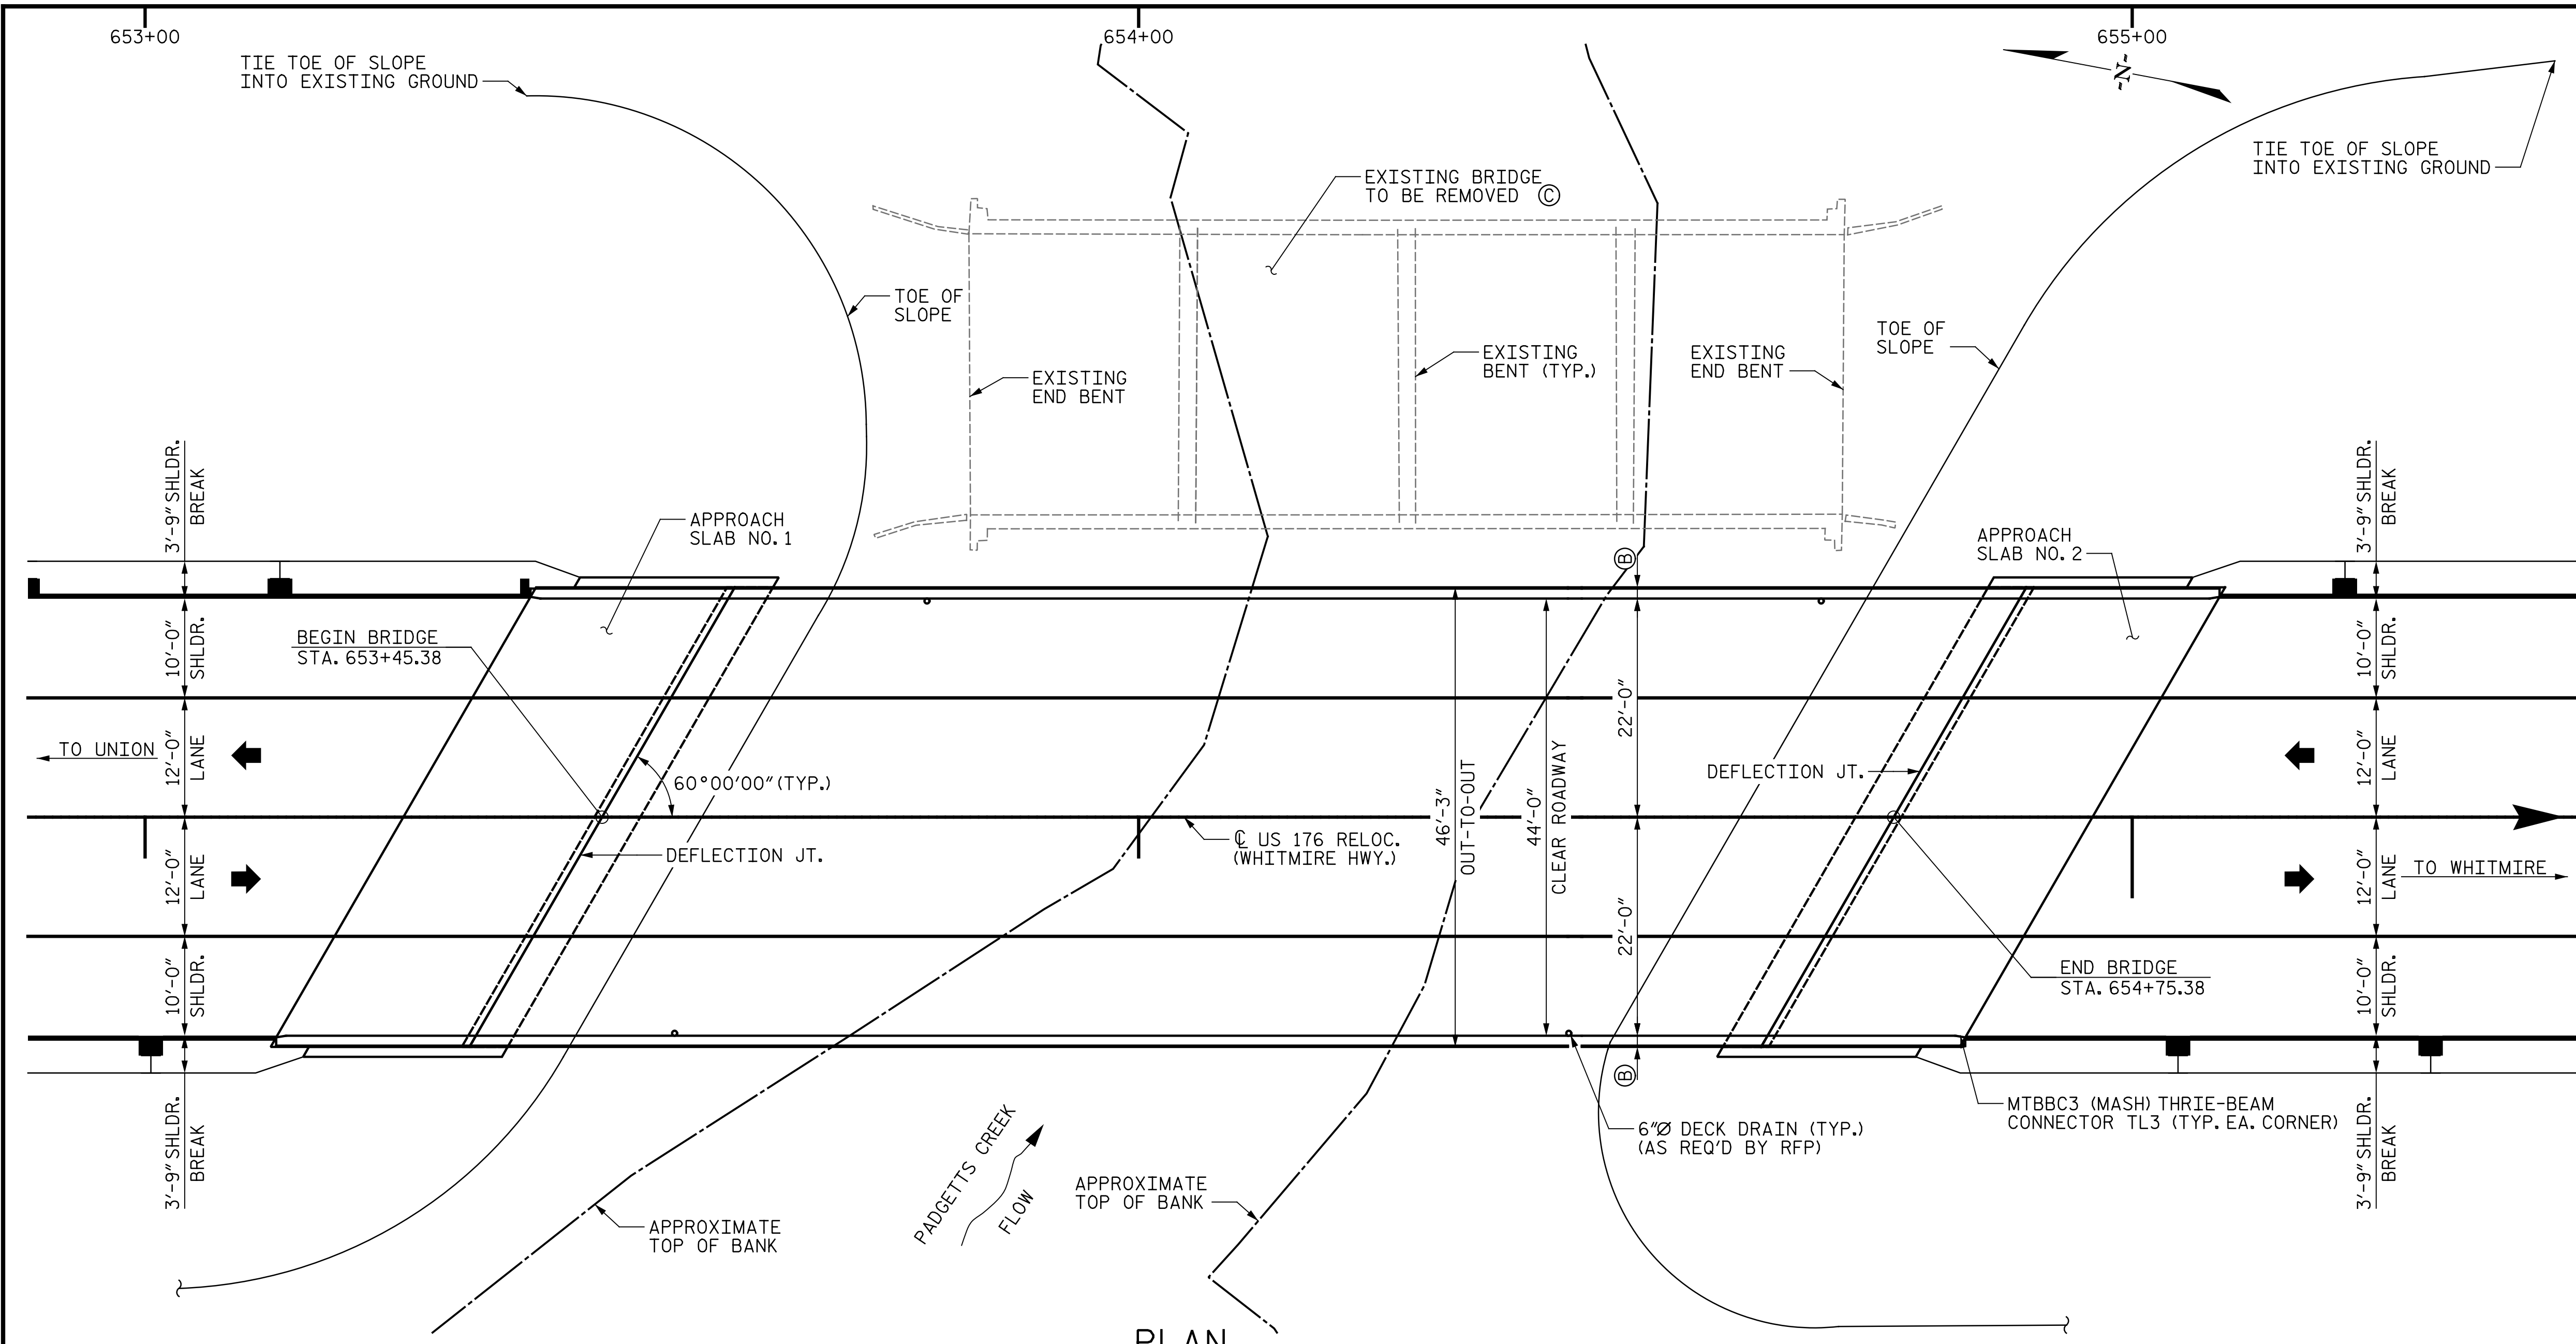 653+00
654+00
655+00
TIE TOE OF SLOPE
INTO EXISTING GROUND
-N-
TIE TOE OF SLOPE
INTO EXISTING GROUND
EXISTING BRIDGE
TO BE REMOVED Ⓒ
TOE OF
SLOPE
TOE OF
SLOPE
EXISTING
END BENT
EXISTING
BENT (TYP.)
EXISTING
END BENT
3'-9" SHLDR.
BREAK
3'-9" SHLDR.
BREAK
APPROACH
SLAB NO. 1
APPROACH
SLAB NO. 2
Ⓑ
BEGIN BRIDGE
STA. 653+45.38
10'-0"
SHLDR.
10'-0"
SHLDR.
TO UNION
12'-0"
LANE
60°00'00" (TYP.)
22'-0"
DEFLECTION JT.
12'-0"
LANE
46'-3"
OUT-TO-OUT
44'-0"
CLEAR ROADWAY
℄ US 176 RELOC.
(WHITMIRE HWY.)
DEFLECTION JT.
12'-0"
LANE
12'-0"
LANE
TO WHITMIRE
22'-0"
10'-0"
SHLDR.
10'-0"
SHLDR.
END BRIDGE
STA. 654+75.38
Ⓑ
3'-9" SHLDR.
BREAK
3'-9" SHLDR.
BREAK
MTBBC3 (MASH) THRIE-BEAM
CONNECTOR TL3 (TYP. EA. CORNER)
6"Ø DECK DRAIN (TYP.)
(AS REQ'D BY RFP)
PADGETTS CREEK
FLOW
APPROXIMATE
TOP OF BANK
APPROXIMATE
TOP OF BANK
PLAN